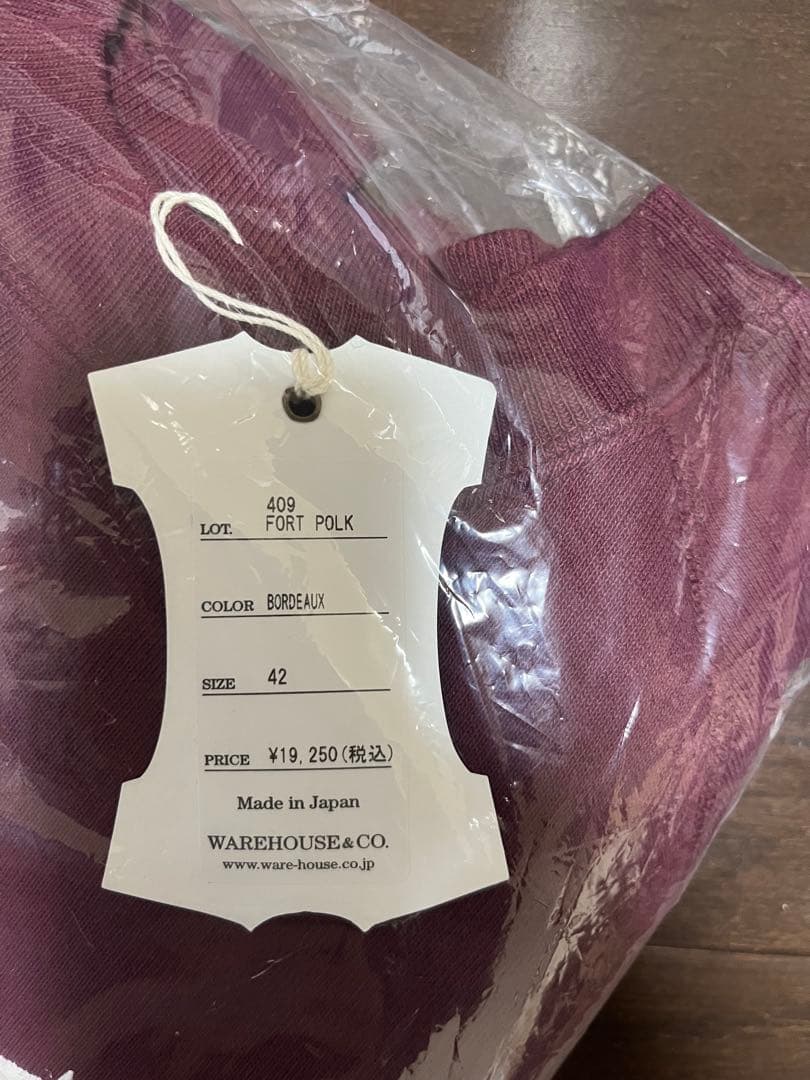 409
LOT. FORT POLK
COLOR BORDEAUX
SIZE 42
PRICE ¥19,250(税込)
Made in Japan
WAREHOUSE & CO.
www.ware-house.co.jp